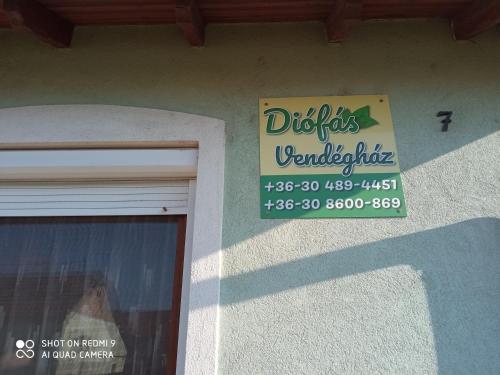 Diófás
Vendégház
+36-30 489-4451
+36-30 8600-869
7
SHOT ON REDMI 9
AI QUAD CAMERA